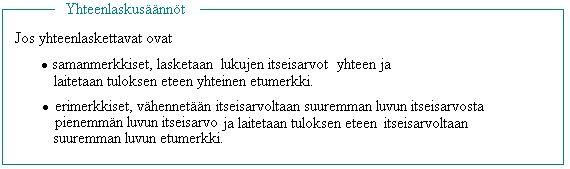 Yhteenlaskusäännöt
Jos yhteenlaskettavat ovat
• samanmerkkiset, lasketaan lukujen itseisarvot yhteen ja
laitetaan tuloksen eteen yhteinen etumerkki.
• erimerkkiset, vähennetään itseisarvoltaan suuremman luvun itseisarvosta
pienemmän luvun itseisarvo ja laitetaan tuloksen eteen itseisarvoltaan
suuremman luvun etumerkki.